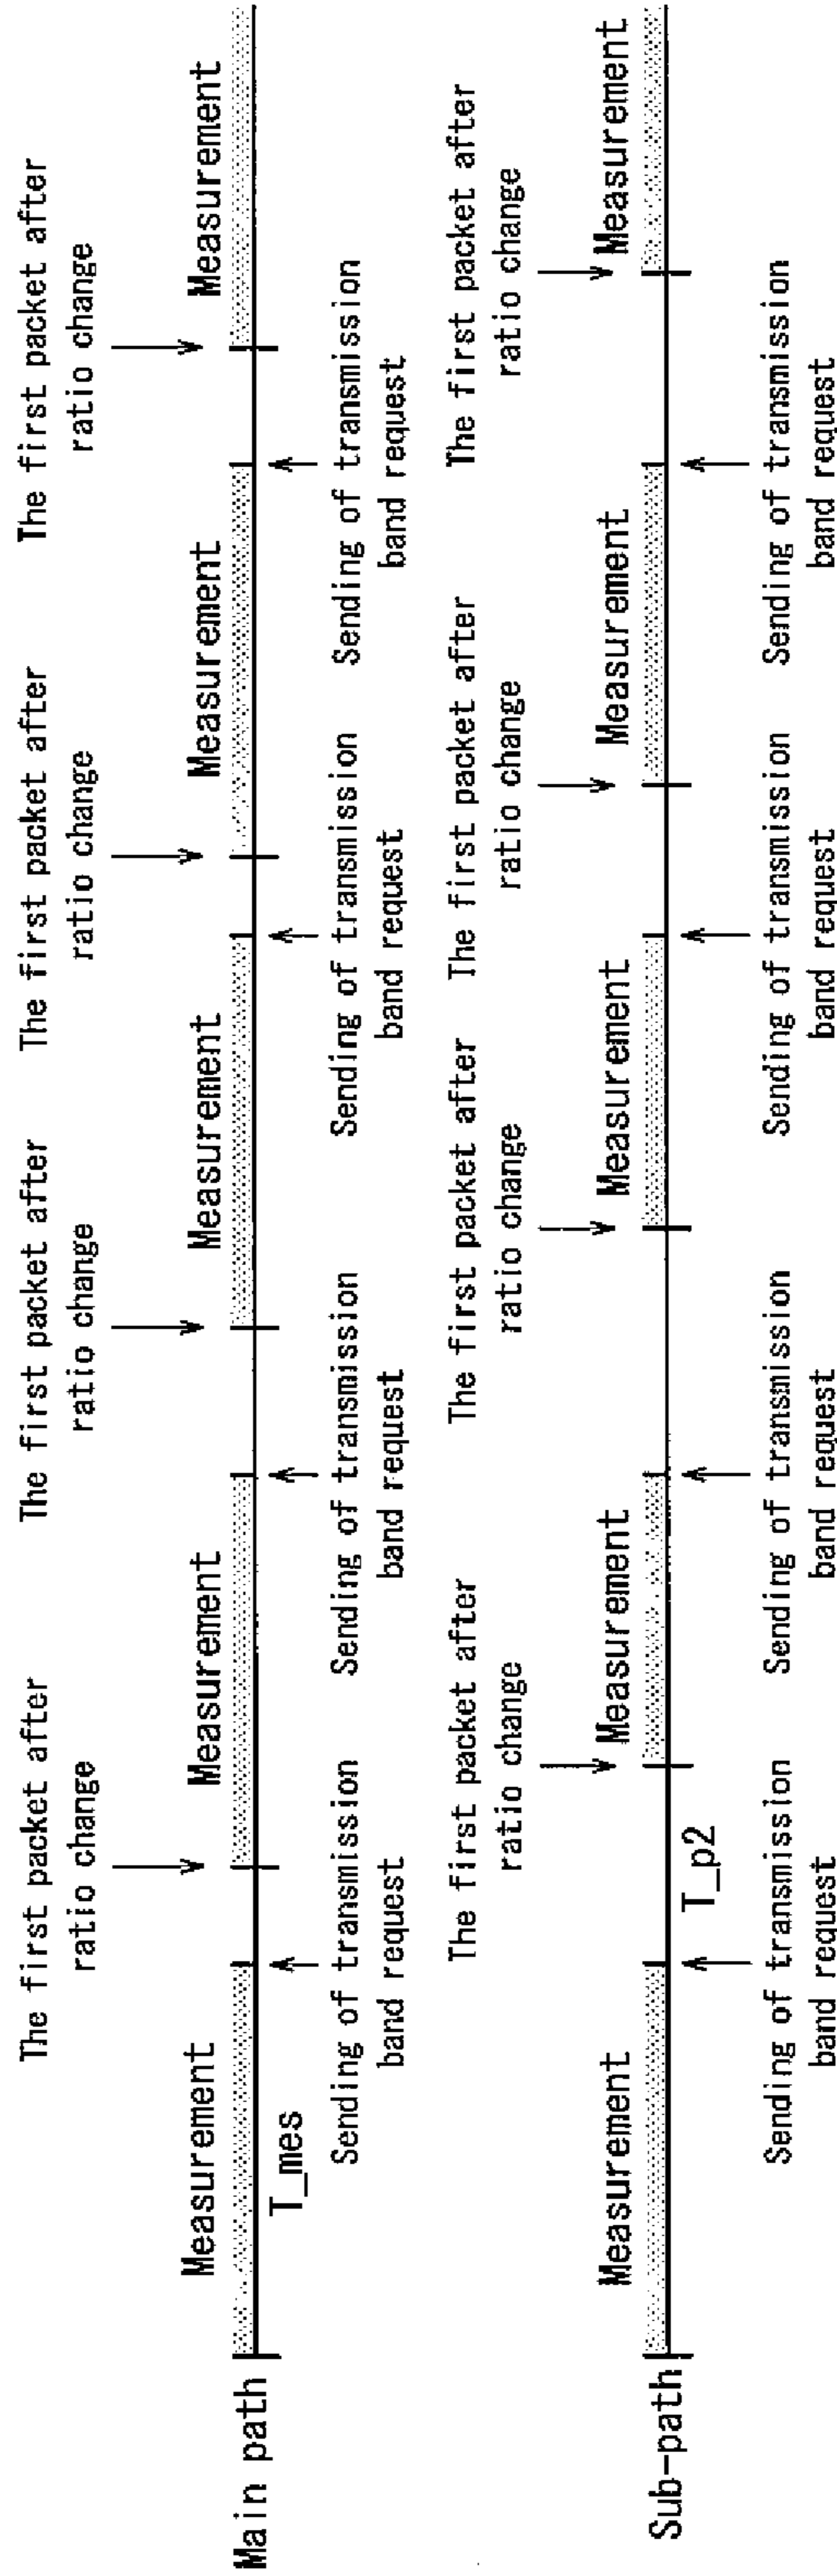 The first packet after
ratio change
The first packet after
ratio change
The first packet after
ratio change
The first packet after
ratio change
Measurement
Measurement
Measurement
Measurement
Measurement
Main path
T_mes
Sending of transmission
band request
Sending of transmission
band request
Sending of transmission
band request
Sending of transmission
band request
The first packet after
ratio change
The first packet after
ratio change
The first packet after
ratio change
The first packet after
ratio change
Measurement
Measurement
Measurement
Measurement
Measurement
Sub-path
T_p2
Sending of transmission
band request
Sending of transmission
band request
Sending of transmission
band request
Sending of transmission
band request